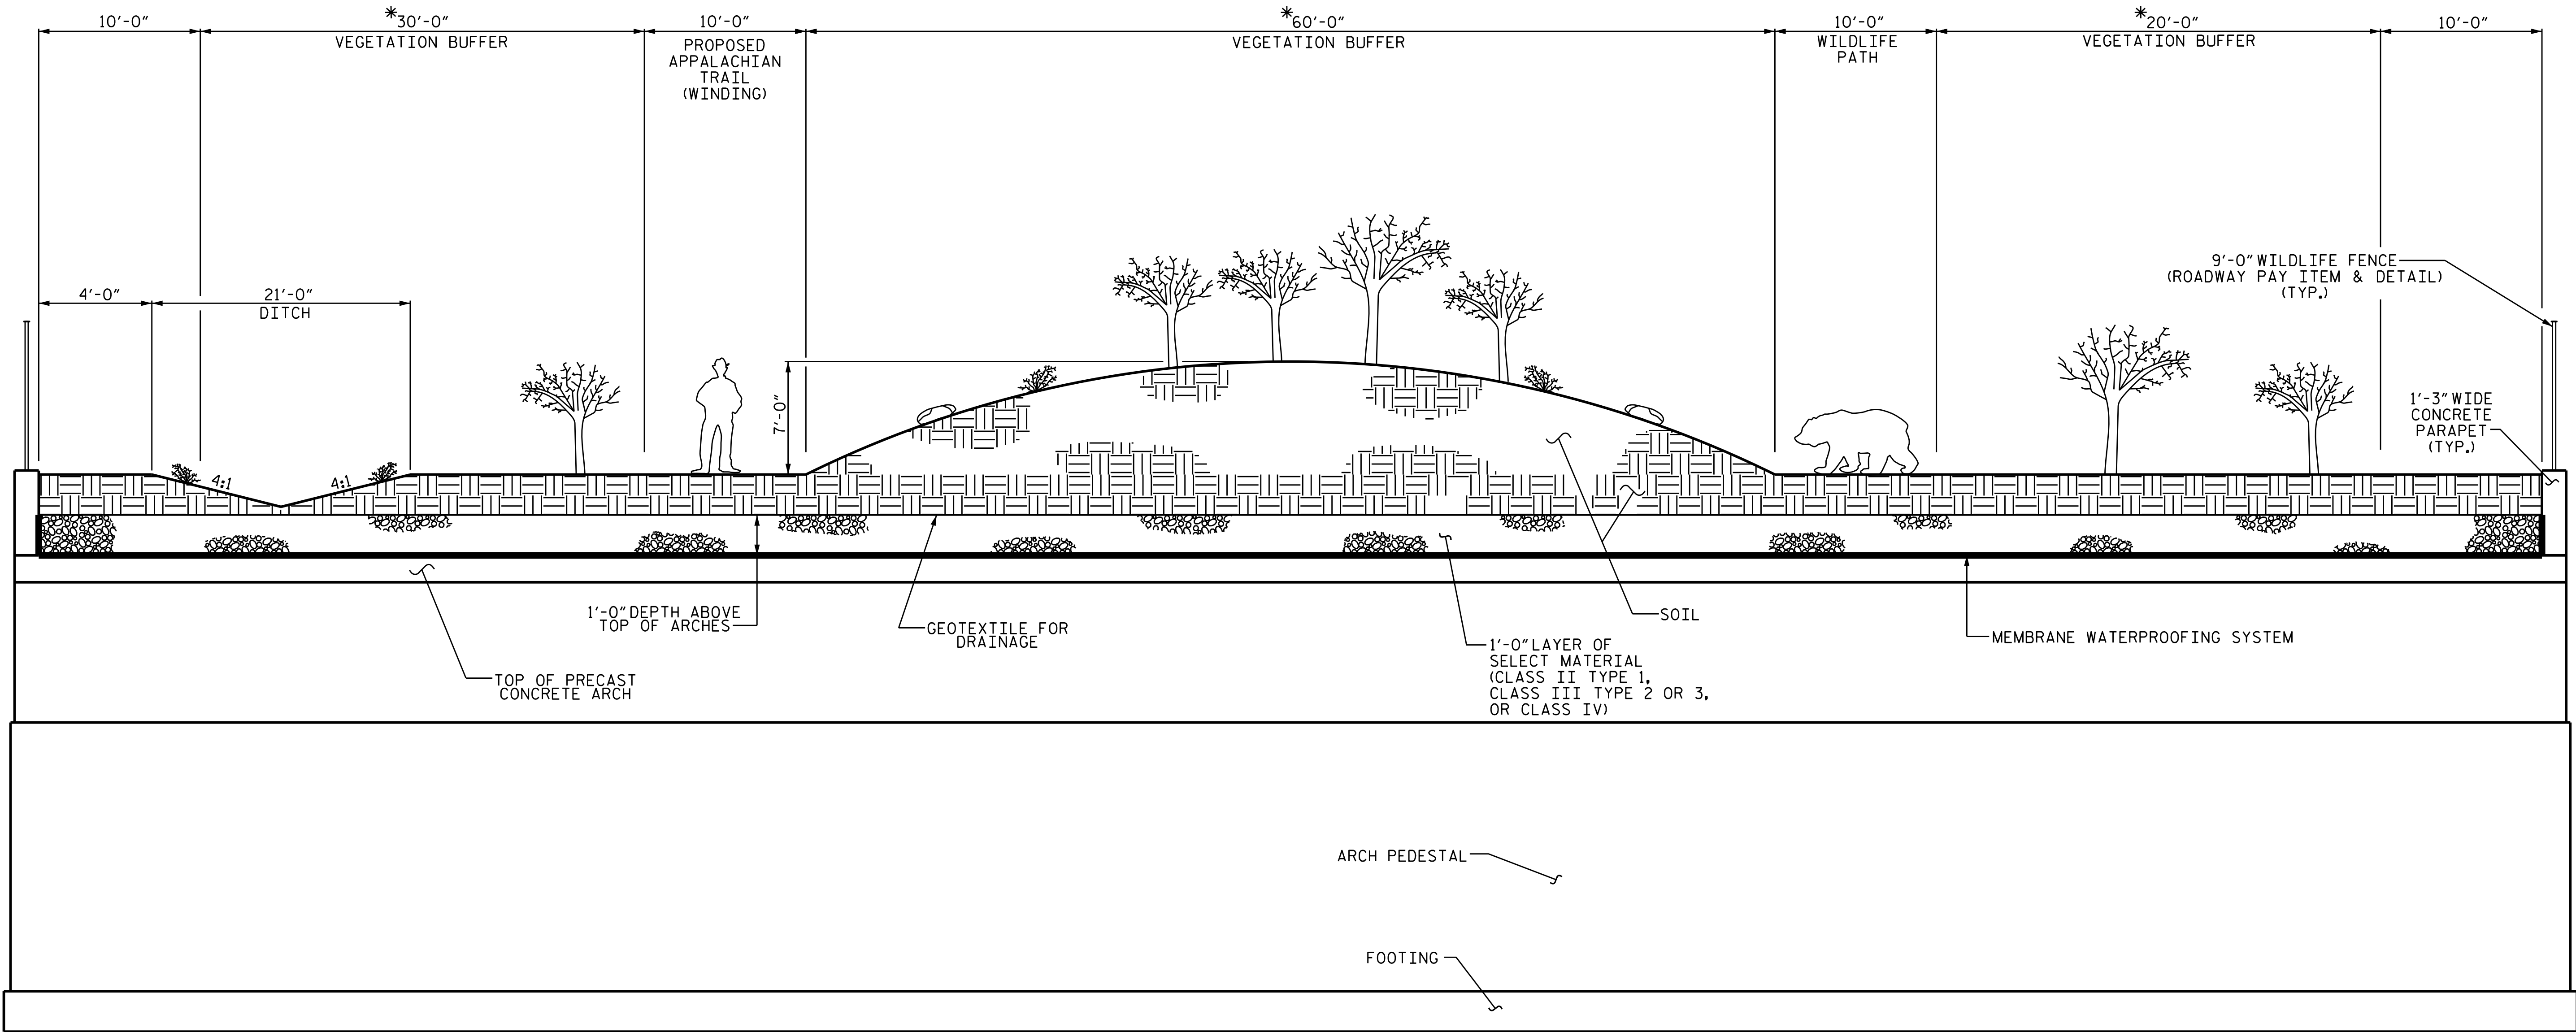 10'-0"
*30'-0"
VEGETATION BUFFER
10'-0"
PROPOSED
APPALACHIAN
TRAIL
(WINDING)
*60'-0"
VEGETATION BUFFER
10'-0"
WILDLIFE
PATH
*20'-0"
VEGETATION BUFFER
10'-0"
4'-0"
21'-0"
DITCH
4:1
4:1
7'-0"
9'-0" WILDLIFE FENCE
(ROADWAY PAY ITEM & DETAIL)
(TYP.)
1'-3" WIDE
CONCRETE
PARAPET
(TYP.)
1'-0" DEPTH ABOVE
TOP OF ARCHES
GEOTEXTILE FOR
DRAINAGE
SOIL
MEMBRANE WATERPROOFING SYSTEM
1'-0" LAYER OF
SELECT MATERIAL
(CLASS II TYPE 1,
CLASS III TYPE 2 OR 3,
OR CLASS IV)
TOP OF PRECAST
CONCRETE ARCH
ARCH PEDESTAL
FOOTING